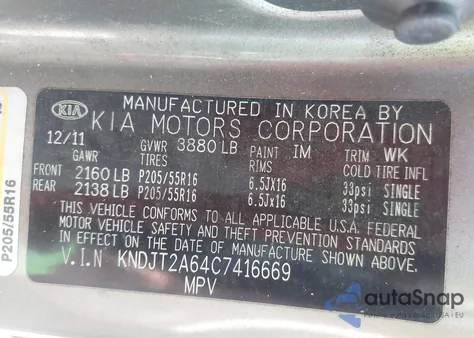 MANUFACTURED IN KOREA BY
KIA KIA MOTORS CORPORATION
12/11 GVWR 3880 LB PAINT IM TRIM WK
GAWR TIRES RIMS COLD TIRE INFL
FRONT 2160 LB P205/55R16 6.5Jx16 33psi SINGLE
REAR 2138 LB P205/55R16 6.5Jx16 33psi SINGLE
THIS VEHICLE CONFORMS TO ALL APPLICABLE U.S.A FEDERAL
MOTOR VEHICLE SAFETY AND THEFT PREVENTION STANDARDS
IN EFFECT ON THE DATE OF MANUFACTURE SHOWN ABOVE.
V.I.N KNDJT2A64C7416669
MPV
P205/55R16
autoSnap